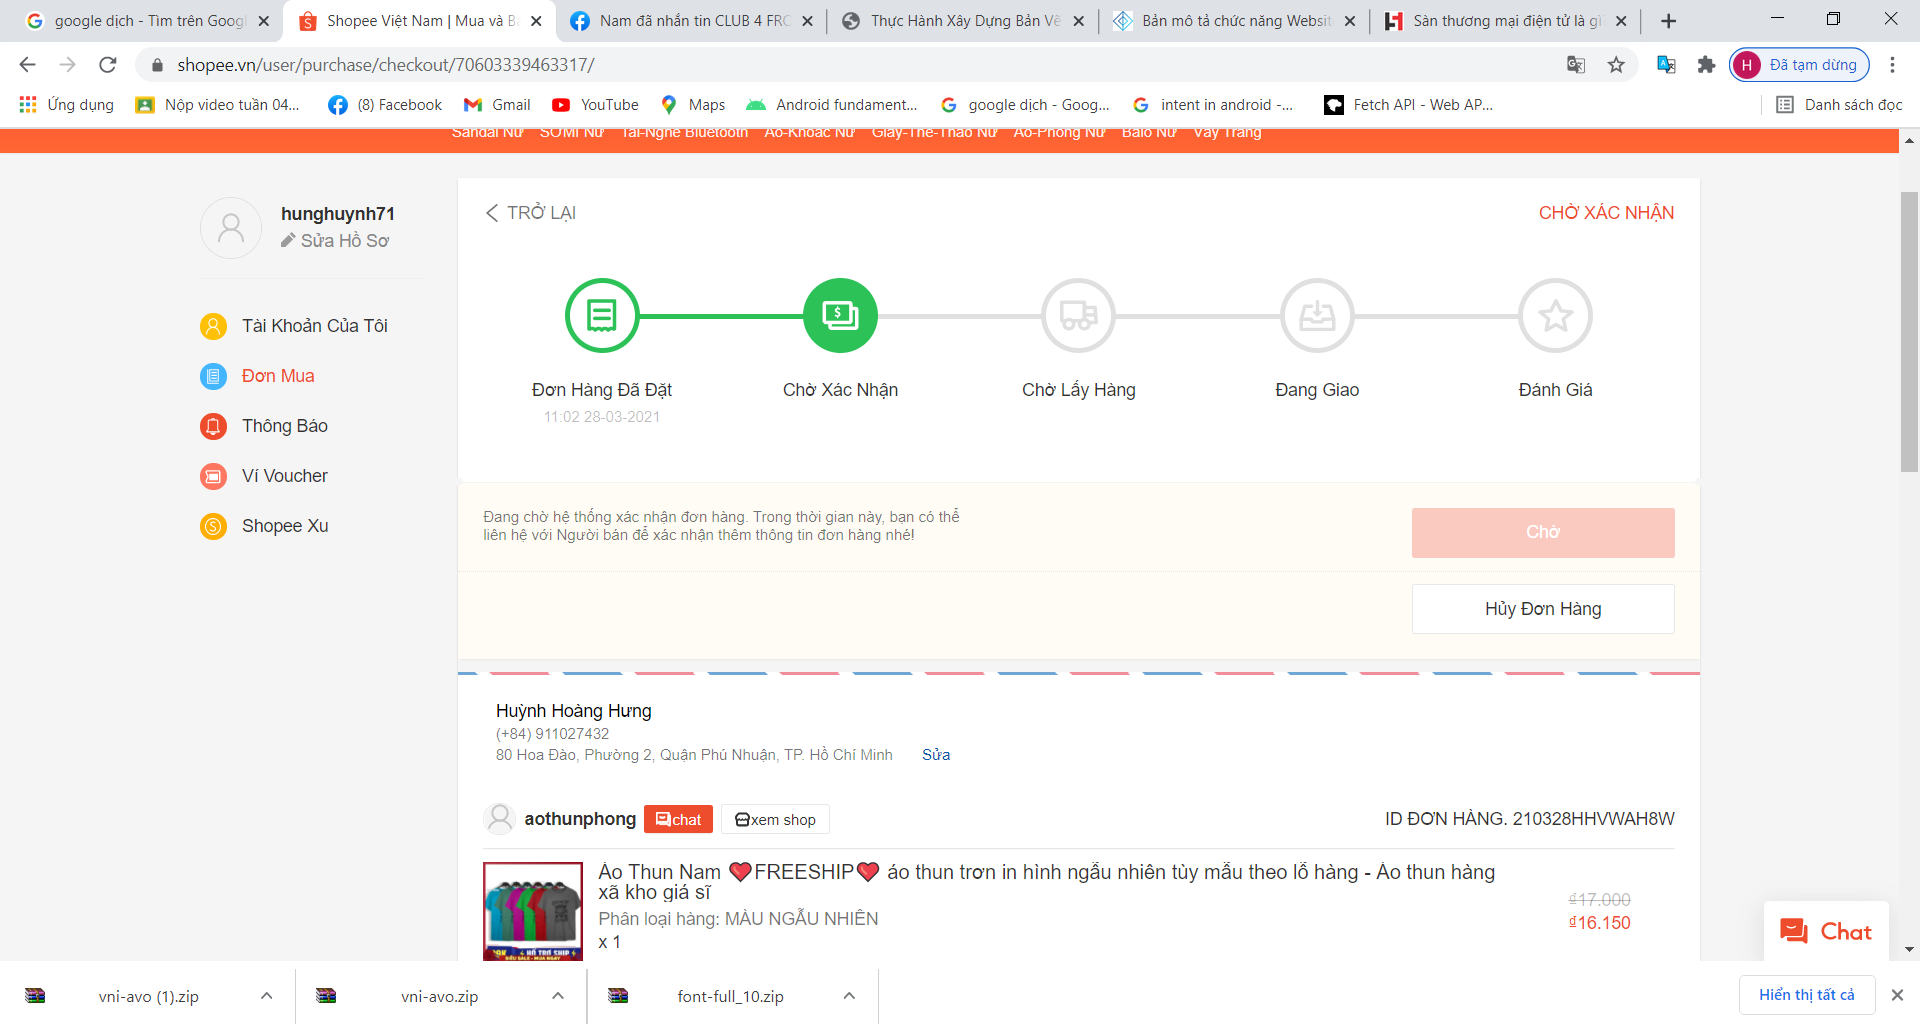 google dịch - Tìm trên Googl
Shopee Việt Nam | Mua và Bá
Nam đã nhắn tin CLUB 4 FRO
Thực Hành Xây Dựng Bản Vẽ
Bản mô tả chức năng Website
Sàn thương mại điện tử là gì
shopee.vn/user/purchase/checkout/70603339463317/
H Đã tạm dừng
Ứng dụng
Nộp video tuần 04...
(8) Facebook
Gmail
YouTube
Maps
Android fundament...
google dịch - Goog...
intent in android -...
Fetch API - Web AP...
Danh sách đọc
Sandal Nữ SOMI Nữ Tai-Nghe Bluetooth Áo-Khoác Nữ Giày-Thể-Thao Nữ Áo-Phông Nữ Balo Nữ Váy Trắng
hunghuynh71
Sửa Hồ Sơ
Tài Khoản Của Tôi
Đơn Mua
Thông Báo
Ví Voucher
Shopee Xu
TRỞ LẠI
CHỜ XÁC NHẬN
Đơn Hàng Đã Đặt
11:02 28-03-2021
Chờ Xác Nhận
Chờ Lấy Hàng
Đang Giao
Đánh Giá
Đang chờ hệ thống xác nhận đơn hàng. Trong thời gian này, bạn có thể
liên hệ với Người bán để xác nhận thêm thông tin đơn hàng nhé!
Chờ
Hủy Đơn Hàng
Huỳnh Hoàng Hưng
(+84) 911027432
80 Hoa Đào, Phường 2, Quận Phú Nhuận, TP. Hồ Chí Minh Sửa
aothunphong chat xem shop
ID ĐƠN HÀNG. 210328HHVWAH8W
Áo Thun Nam ❤️FREESHIP❤️ áo thun trơn in hình ngẫu nhiên tùy mẫu theo lỗ hàng - Áo thun hàng
xã kho giá sĩ
Phân loại hàng: MÀU NGẪU NHIÊN
x 1
₫17.000
₫16.150
Chat
vni-avo (1).zip
vni-avo.zip
font-full_10.zip
Hiển thị tất cả